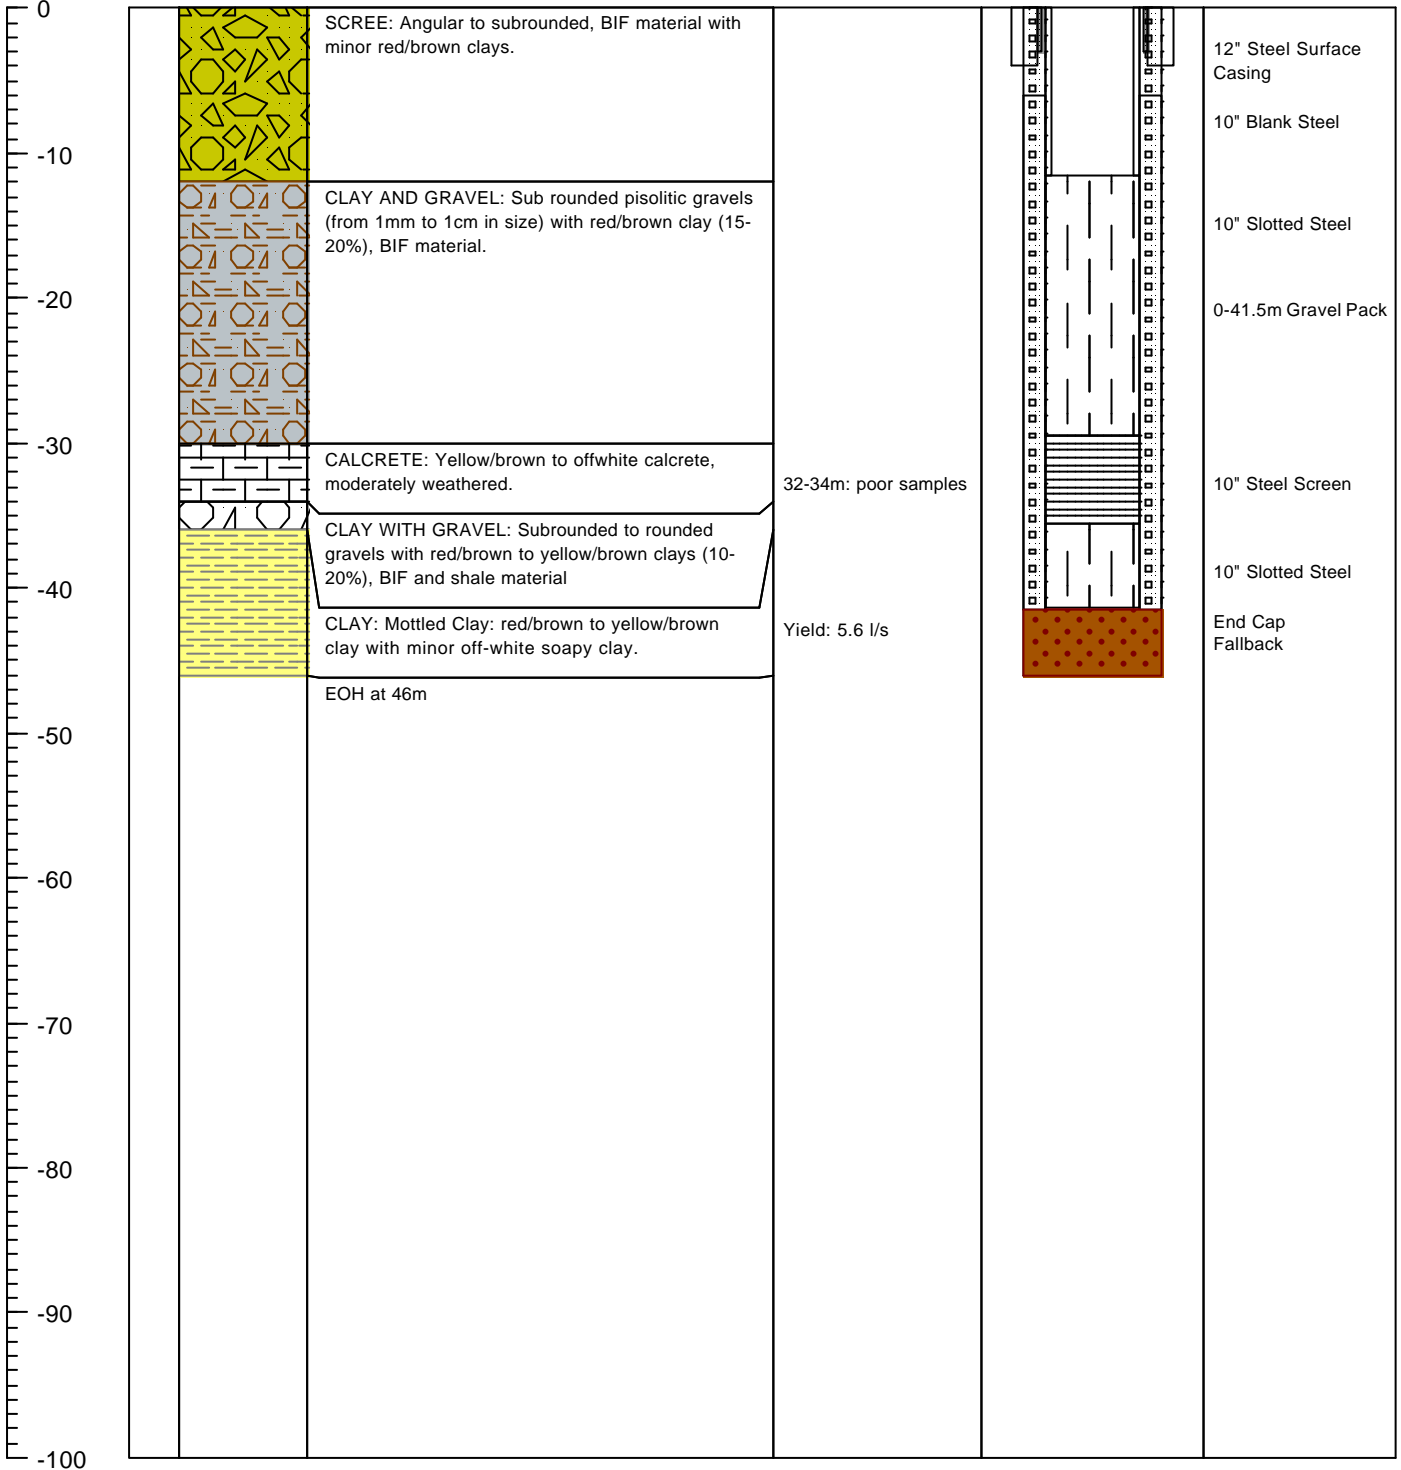 0
-10
-20
-30
-40
-50
-60
-70
-80
-90
-100
SCREE: Angular to subrounded, BIF material with
minor red/brown clays.
CLAY AND GRAVEL: Sub rounded pisolitic gravels
(from 1mm to 1cm in size) with red/brown clay (15-
20%), BIF material.
CALCRETE: Yellow/brown to offwhite calcrete,
moderately weathered.
CLAY WITH GRAVEL: Subrounded to rounded
gravels with red/brown to yellow/brown clays (10-
20%), BIF and shale material
CLAY: Mottled Clay: red/brown to yellow/brown
clay with minor off-white soapy clay.
EOH at 46m
32-34m: poor samples
Yield: 5.6 l/s
12" Steel Surface
Casing
10" Blank Steel
10" Slotted Steel
0-41.5m Gravel Pack
10" Steel Screen
10" Slotted Steel
End Cap
Fallback